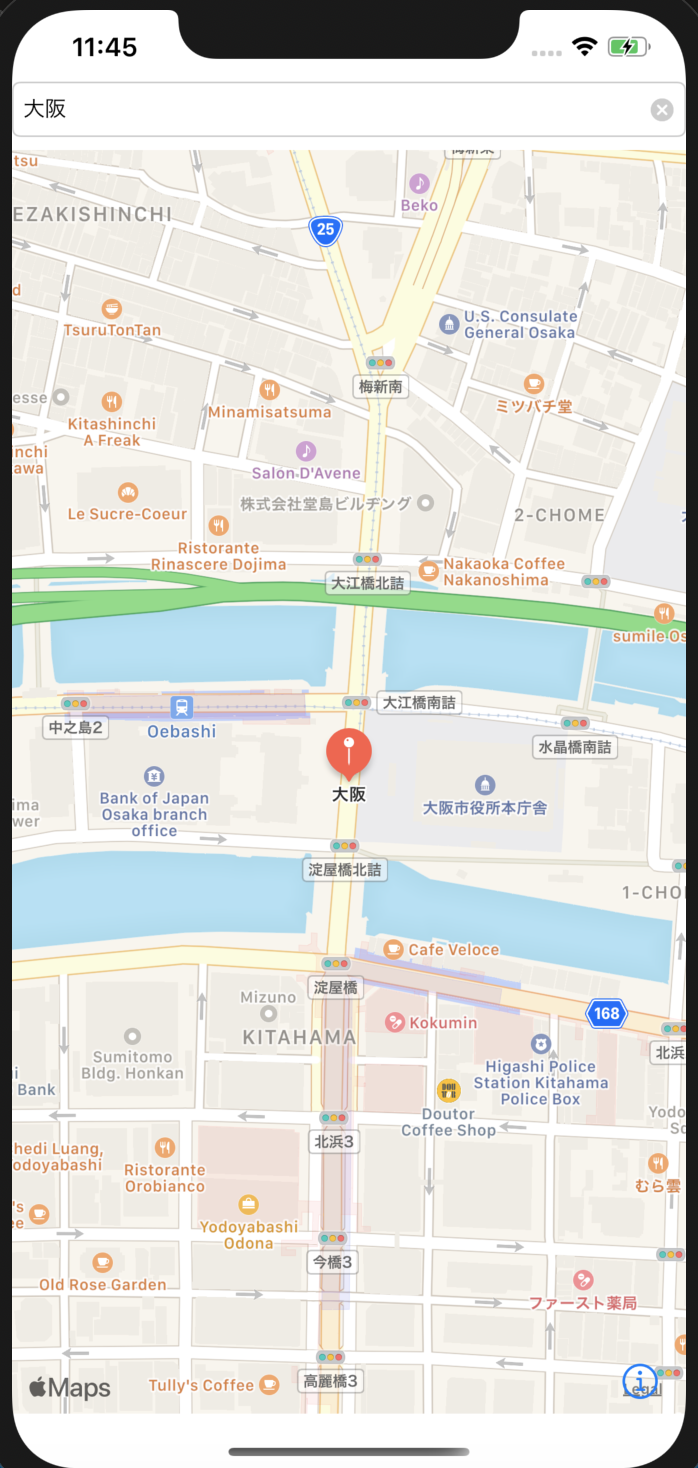 11:45
大阪
tsu
梅新東
Beko
EZAKISHINCHI
25
d
TsuruTonTan
U.S. Consulate
General Osaka
梅新南
esse
Minamisatsuma
ミツバチ堂
Kitashinchi
A Freak
inchi
awa
Salon D'Avene
Le Sucre-Coeur
株式会社堂島ビルヂング
2-CHOME
Ristorante
Rinascere Dojima
Nakaoka Coffee
Nakanoshima
大江橋北詰
sumile Os
大江橋南詰
中之島2
Oebashi
水晶橋南詰
大阪
Bank of Japan
Osaka branch
office
大阪市役所本庁舎
ima
wer
淀屋橋北詰
1-CHO
Cafe Veloce
淀屋橋
Mizuno
168
KITAHAMA
Kokumin
北浜
Sumitomo
Bldg. Honkan
Higashi Police
Station Kitahama
Police Box
i
Bank
DOU
TOR
Doutor
Coffee Shop
Yodo
北浜3
hedi Luang,
odoyabashi
Ristorante
Orobianco
むら雲
's
ee
Yodoyabashi
Odona
今橋3
Old Rose Garden
ファースト薬局
Maps
Tully's Coffee
高麗橋3
Legal